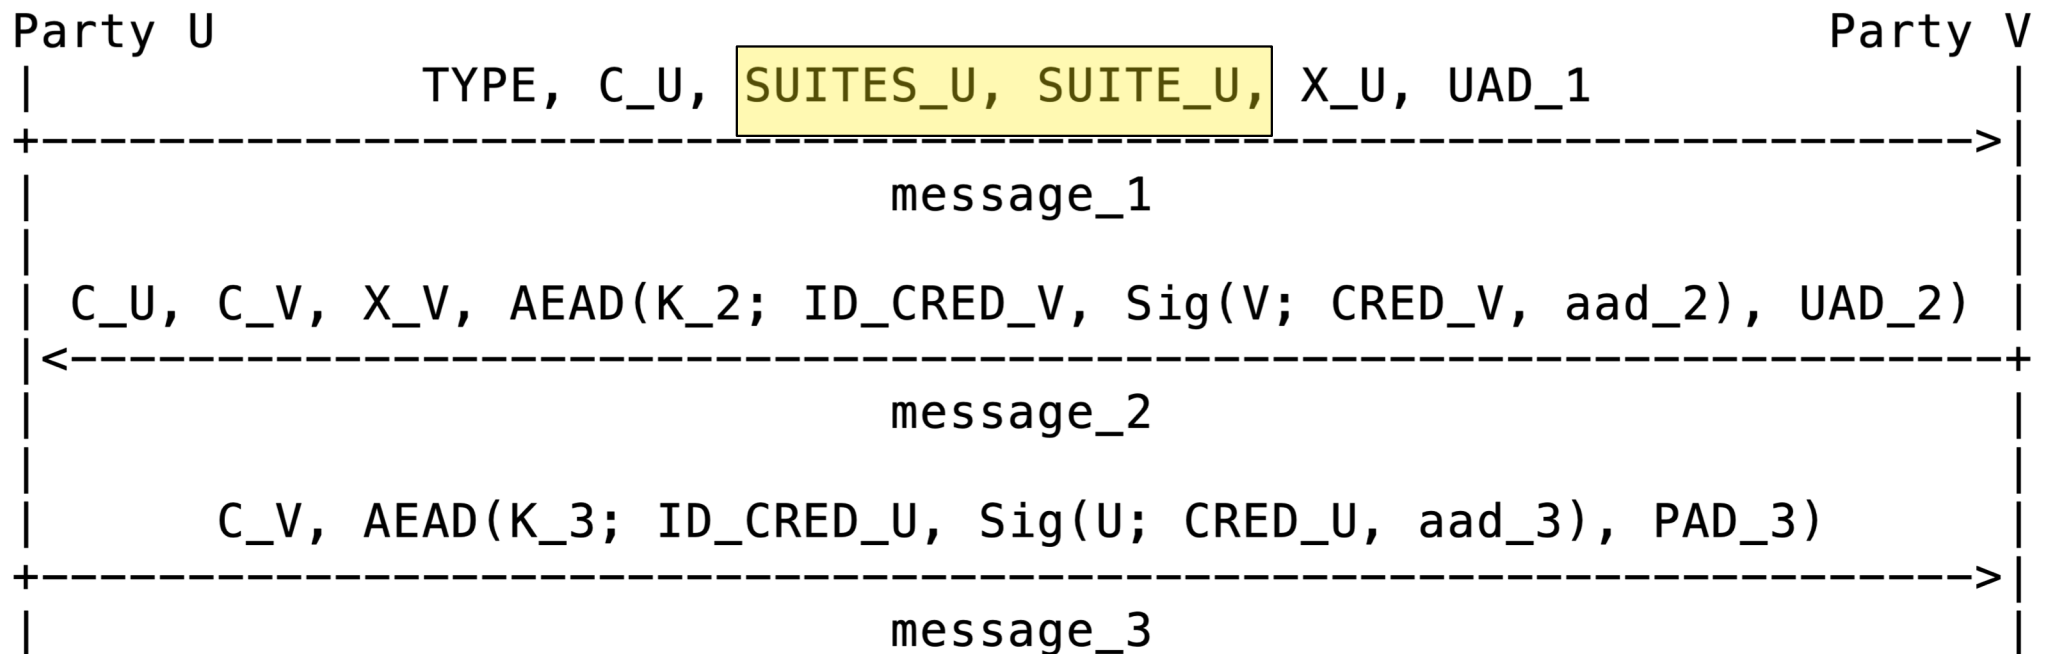 Party U Party V
TYPE, C_U, SUITES_U, SUITE_U, X_U, UAD_1
message_1
C_U, C_V, X_V, AEAD(K_2; ID_CRED_V, Sig(V; CRED_V, aad_2), UAD_2)
message_2
C_V, AEAD(K_3; ID_CRED_U, Sig(U; CRED_U, aad_3), PAD_3)
message_3